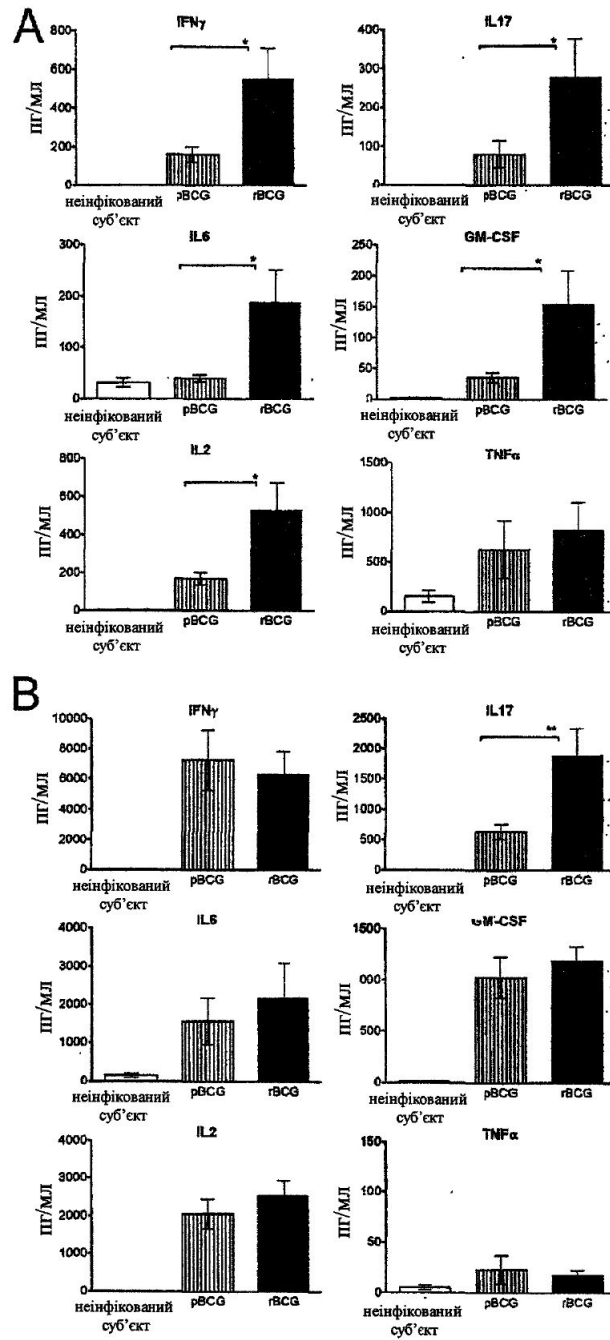 A
IFNγ
пг/мл
800
600
400
200
0
неінфікований
суб’єкт
pBCG
rBCG
*
IL17
пг/мл
400
300
200
100
0
неінфікований
суб’єкт
pBCG
rBCG
*
IL6
пг/мл
300
200
100
0
неінфікований
суб’єкт
pBCG
rBCG
*
GM-CSF
пг/мл
250
200
150
100
50
0
неінфікований
суб’єкт
pBCG
rBCG
*
IL2
пг/мл
800
600
400
200
0
неінфікований
суб’єкт
pBCG
rBCG
*
TNFα
пг/мл
1500
1000
500
0
неінфікований
суб’єкт
pBCG
rBCG
B
IFNγ
пг/мл
10000
8000
6000
4000
2000
0
неінфікований
суб’єкт
pBCG
rBCG
IL17
пг/мл
2500
2000
1500
1000
500
0
неінфікований
суб’єкт
pBCG
rBCG
**
IL6
пг/мл
4000
3000
2000
1000
0
неінфікований
суб’єкт
pBCG
rBCG
GM-CSF
пг/мл
1500
000
500
0
неінфікований
суб’єкт
pBCG
rBCG
IL2
пг/мл
4000
3000
2000
1000
0
неінфікований
суб’єкт
pBCG
rBCG
TNFα
пг/мл
150
100
50
0
неінфікований
суб’єкт
pBCG
rBCG